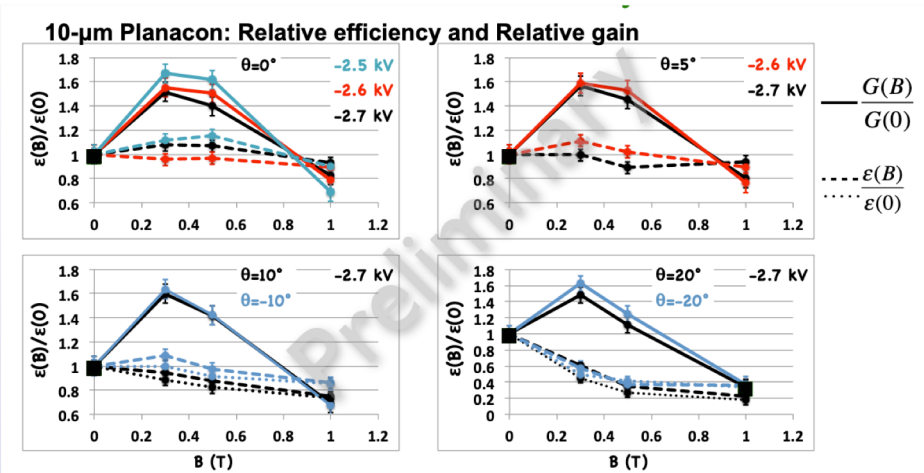 10-µm Planacon: Relative efficiency and Relative gain
ε(B)/ε(0)
1.8
1.6
1.4
1.2
1
0.8
0.6
0 0.2 0.4 0.6 0.8 1 1.2
θ=0°
-2.5 kV
-2.6 kV
-2.7 kV
ε(B)/ε(0)
1.8
1.6
1.4
1.2
1
0.8
0.6
0 0.2 0.4 0.6 0.8 1 1.2
θ=5°
-2.6 kV
-2.7 kV
G(B)
G(0)
ε(B)
ε(0)
ε(B)/ε(0)
1.8
1.6
1.4
1.2
1
0.8
0.6
0 0.2 0.4 0.6 0.8 1 1.2
θ=10°
-2.7 kV
θ=-10°
B (T)
ε(B)/ε(0)
1.8
1.6
1.4
1.2
1
0.8
0.6
0.4
0.2
0
0 0.2 0.4 0.6 0.8 1 1.2
θ=20°
-2.7 kV
θ=-20°
B (T)
Preliminary